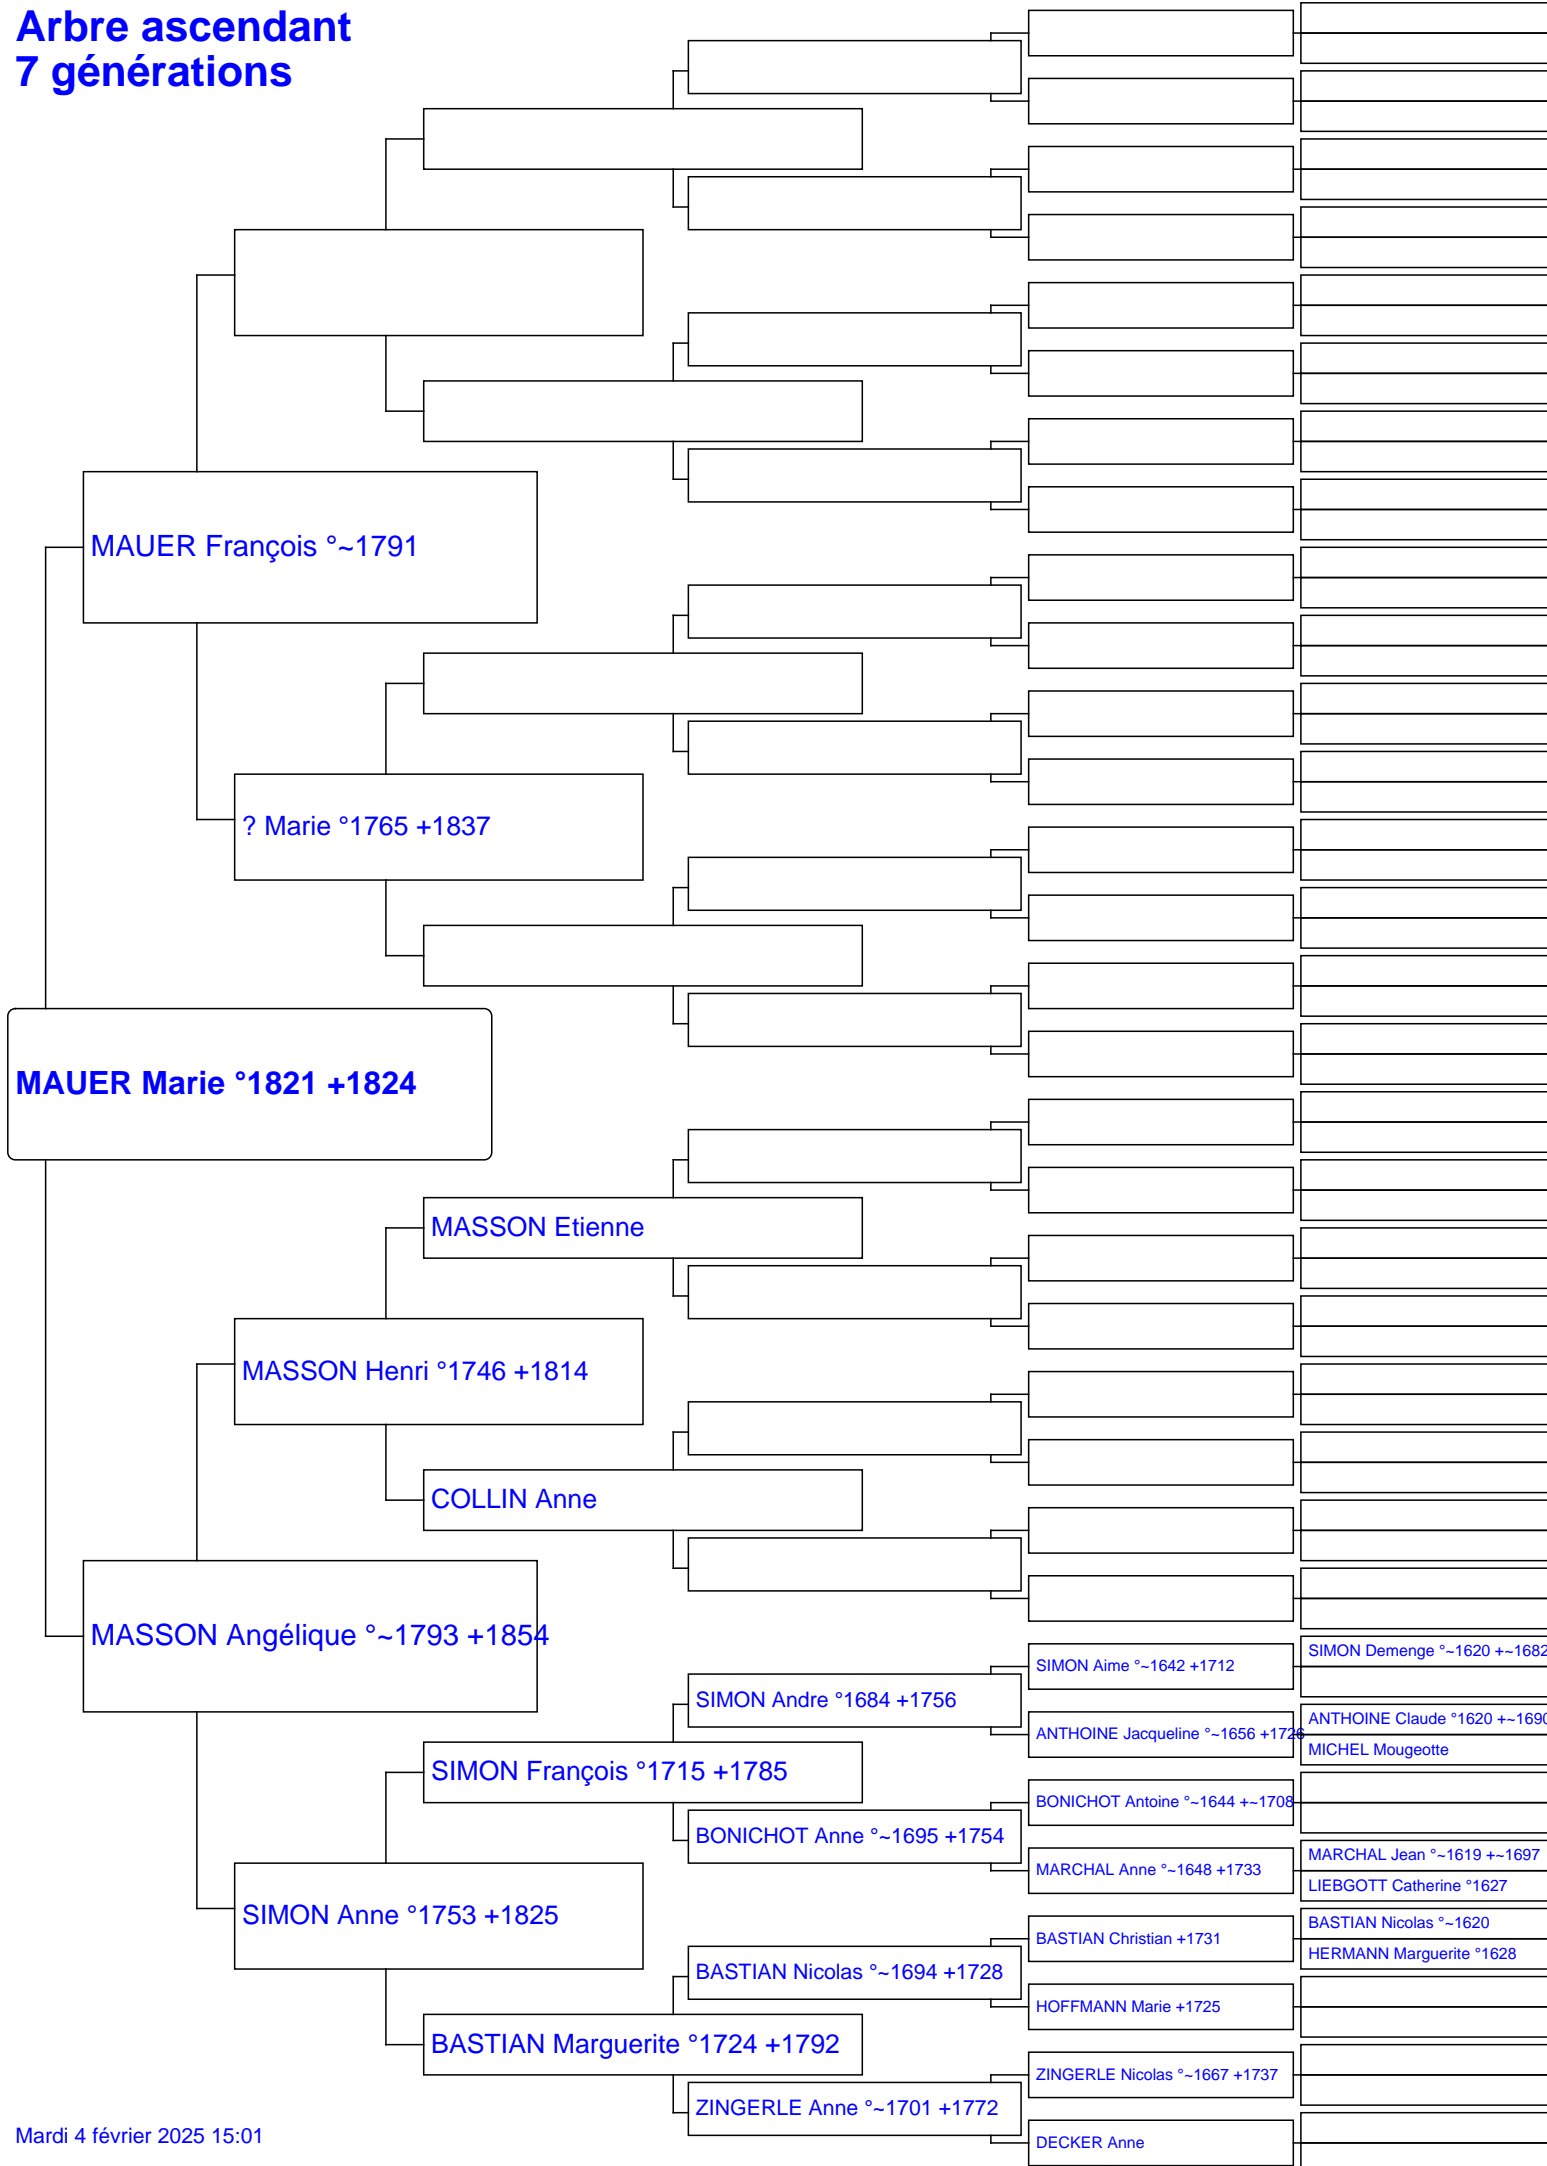 Arbre ascendant
7 générations
MAUER François °~1791
? Marie °1765 +1837
MAUER Marie °1821 +1824
MASSON Etienne
MASSON Henri °1746 +1814
COLLIN Anne
MASSON Angélique °~1793 +1854
SIMON Demenge °~1620 +~1682
SIMON Aime °~1642 +1712
SIMON Andre °1684 +1756
ANTHOINE Claude °1620 +~1690
ANTHOINE Jacqueline °~1656 +1726
MICHEL Mougeotte
SIMON François °1715 +1785
BONICHOT Antoine °~1644 +~1708
BONICHOT Anne °~1695 +1754
MARCHAL Jean °~1619 +~1697
MARCHAL Anne °~1648 +1733
LIEBGOTT Catherine °1627
SIMON Anne °1753 +1825
BASTIAN Nicolas °~1620
BASTIAN Christian +1731
HERMANN Marguerite °1628
BASTIAN Nicolas °~1694 +1728
HOFFMANN Marie +1725
BASTIAN Marguerite °1724 +1792
ZINGERLE Nicolas °~1667 +1737
ZINGERLE Anne °~1701 +1772
DECKER Anne
Mardi 4 février 2025 15:01